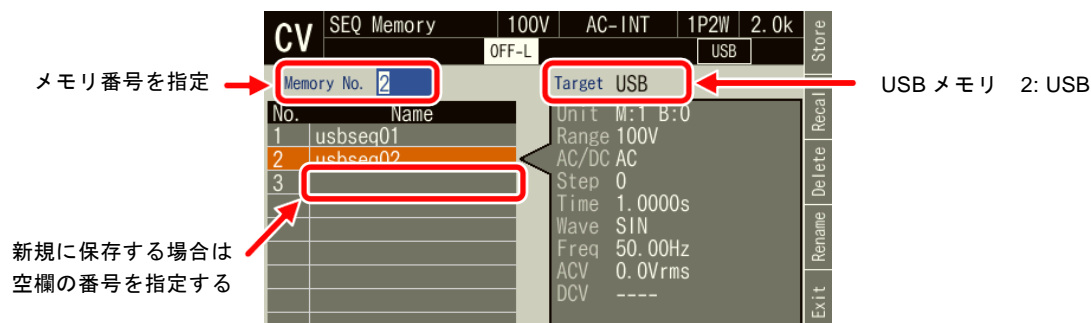 CV SEQ Memory 100V AC-INT 1P2W 2.0k
OFF-L USB
メモリ番号を指定
Memory No. 2
Target USB
USB メモリ　2: USB
No. Name
1 usbseq01
2 usbseq02
3
Unit M:1 B:0
Range 100V
AC/DC AC
Step 0
Time 1.0000s
Wave SIN
Freq 50.00Hz
ACV 0.0Vrms
DCV ----
新規に保存する場合は
空欄の番号を指定する
Store
Recal
Delete
Rename
Exit